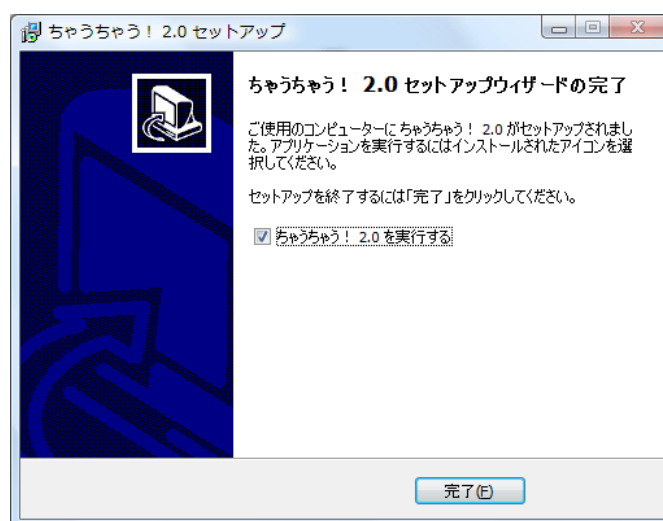 ちゃうちゃう！ 2.0 セットアップ
ちゃうちゃう！ 2.0 セットアップウィザードの完了
ご使用のコンピューターに ちゃうちゃう！ 2.0 がセットアップされまし
た。アプリケーションを実行するにはインストールされたアイコンを選
択してください。
セットアップを終了するには「完了」をクリックしてください。
ちゃうちゃう！ 2.0 を実行する
完了(F)